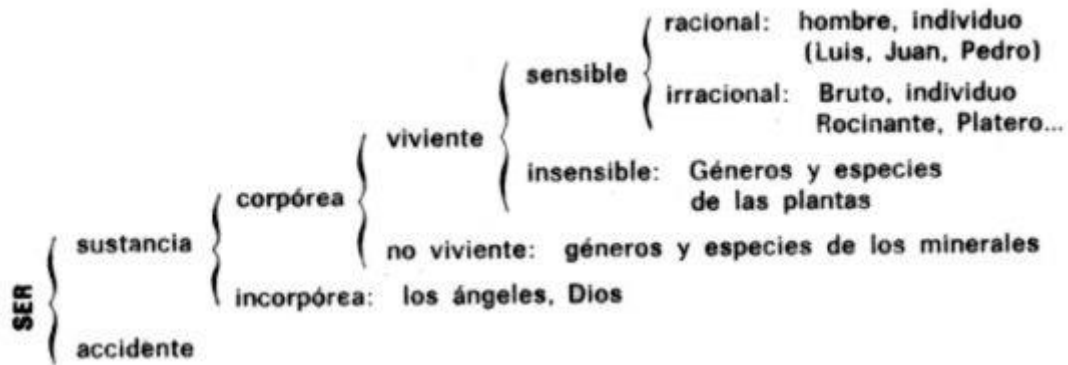 racional: hombre, individuo
(Luis, Juan, Pedro)
sensible
irracional: Bruto, individuo
Rocinante, Platero...
viviente
insensible: Géneros y especies
de las plantas
corpórea
no viviente: géneros y especies de los minerales
sustancia
incorpórea: los ángeles, Dios
SER
accidente